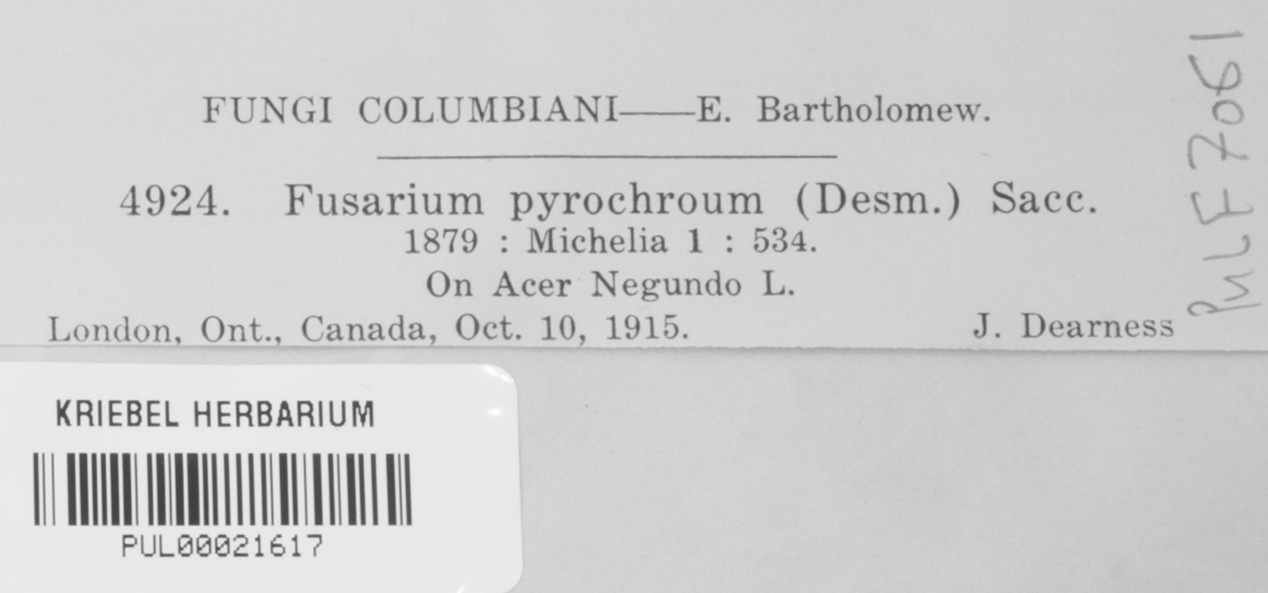 FUNGI COLUMBIANI——E. Bartholomew.
4924. Fusarium pyrochroum (Desm.) Sacc.
1879 : Michelia 1 : 534.
On Acer Negundo L.
London, Ont., Canada, Oct. 10, 1915. J. Dearness
PUL F 7061
KRIEBEL HERBARIUM
PUL00021617